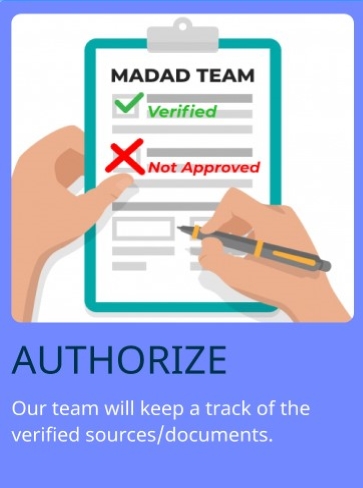 MADAD TEAM
Verified
Not Approved
AUTHORIZE
Our team will keep a track of the
verified sources/documents.